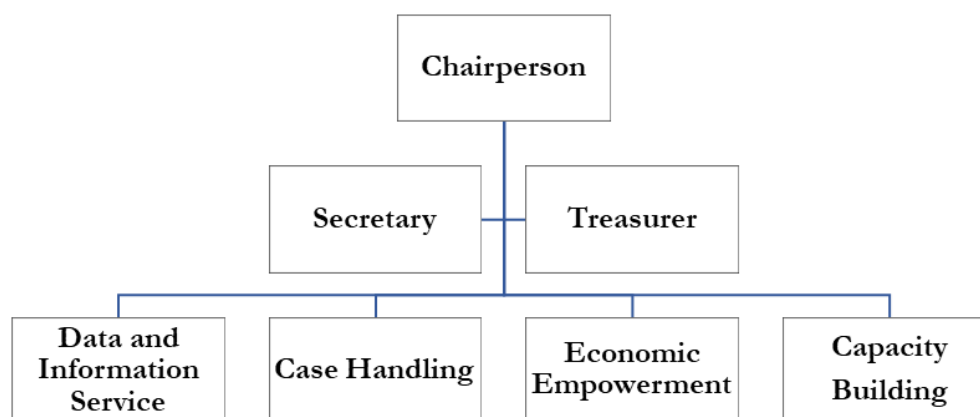 Chairperson
Secretary
Treasurer
Data and
Information
Service
Case Handling
Economic
Empowerment
Capacity
Building